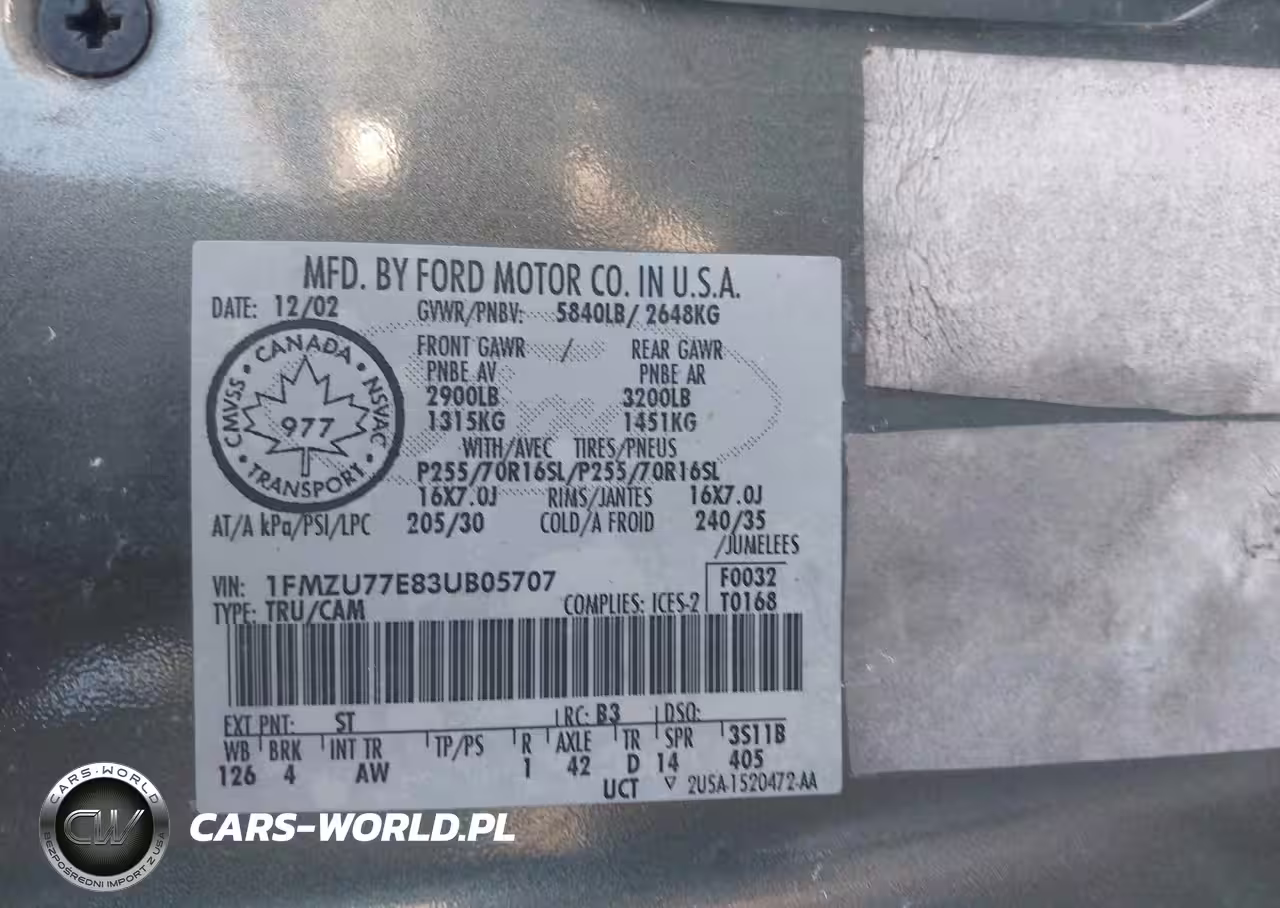 MFD. BY FORD MOTOR CO. IN U.S.A.
DATE: 12/02 GVWR/PNBV: 5840LB/ 2648KG
CANADA
CMVSS NSVAC
977
TRANSPORT
FRONT GAWR / REAR GAWR
PNBE AV PNBE AR
2900LB 3200LB
1315KG 1451KG
WITH/AVEC TIRES/PNEUS
P255/70R16SL/P255/70R16SL
16X7.0J RIMS/JANTES 16X7.0J
AT/A kPa/PSI/LPC 205/30 COLD/A FROID 240/35
/JUMELEES
VIN: 1FMZU77E83UB05707 F0032
TYPE: TRU/CAM COMPLIES: ICES-2 T0168
EXT PNT: ST RC: B3 DSO:
WB BRK INT TR TP/PS R AXLE TR SPR 3S11B
126 4 AW 1 42 D 14 405
UCT ▽ 2U5A-1520472-AA
CARS-WORLD
CW
BEZPOŚREDNI IMPORT Z USA
CARS-WORLD.PL